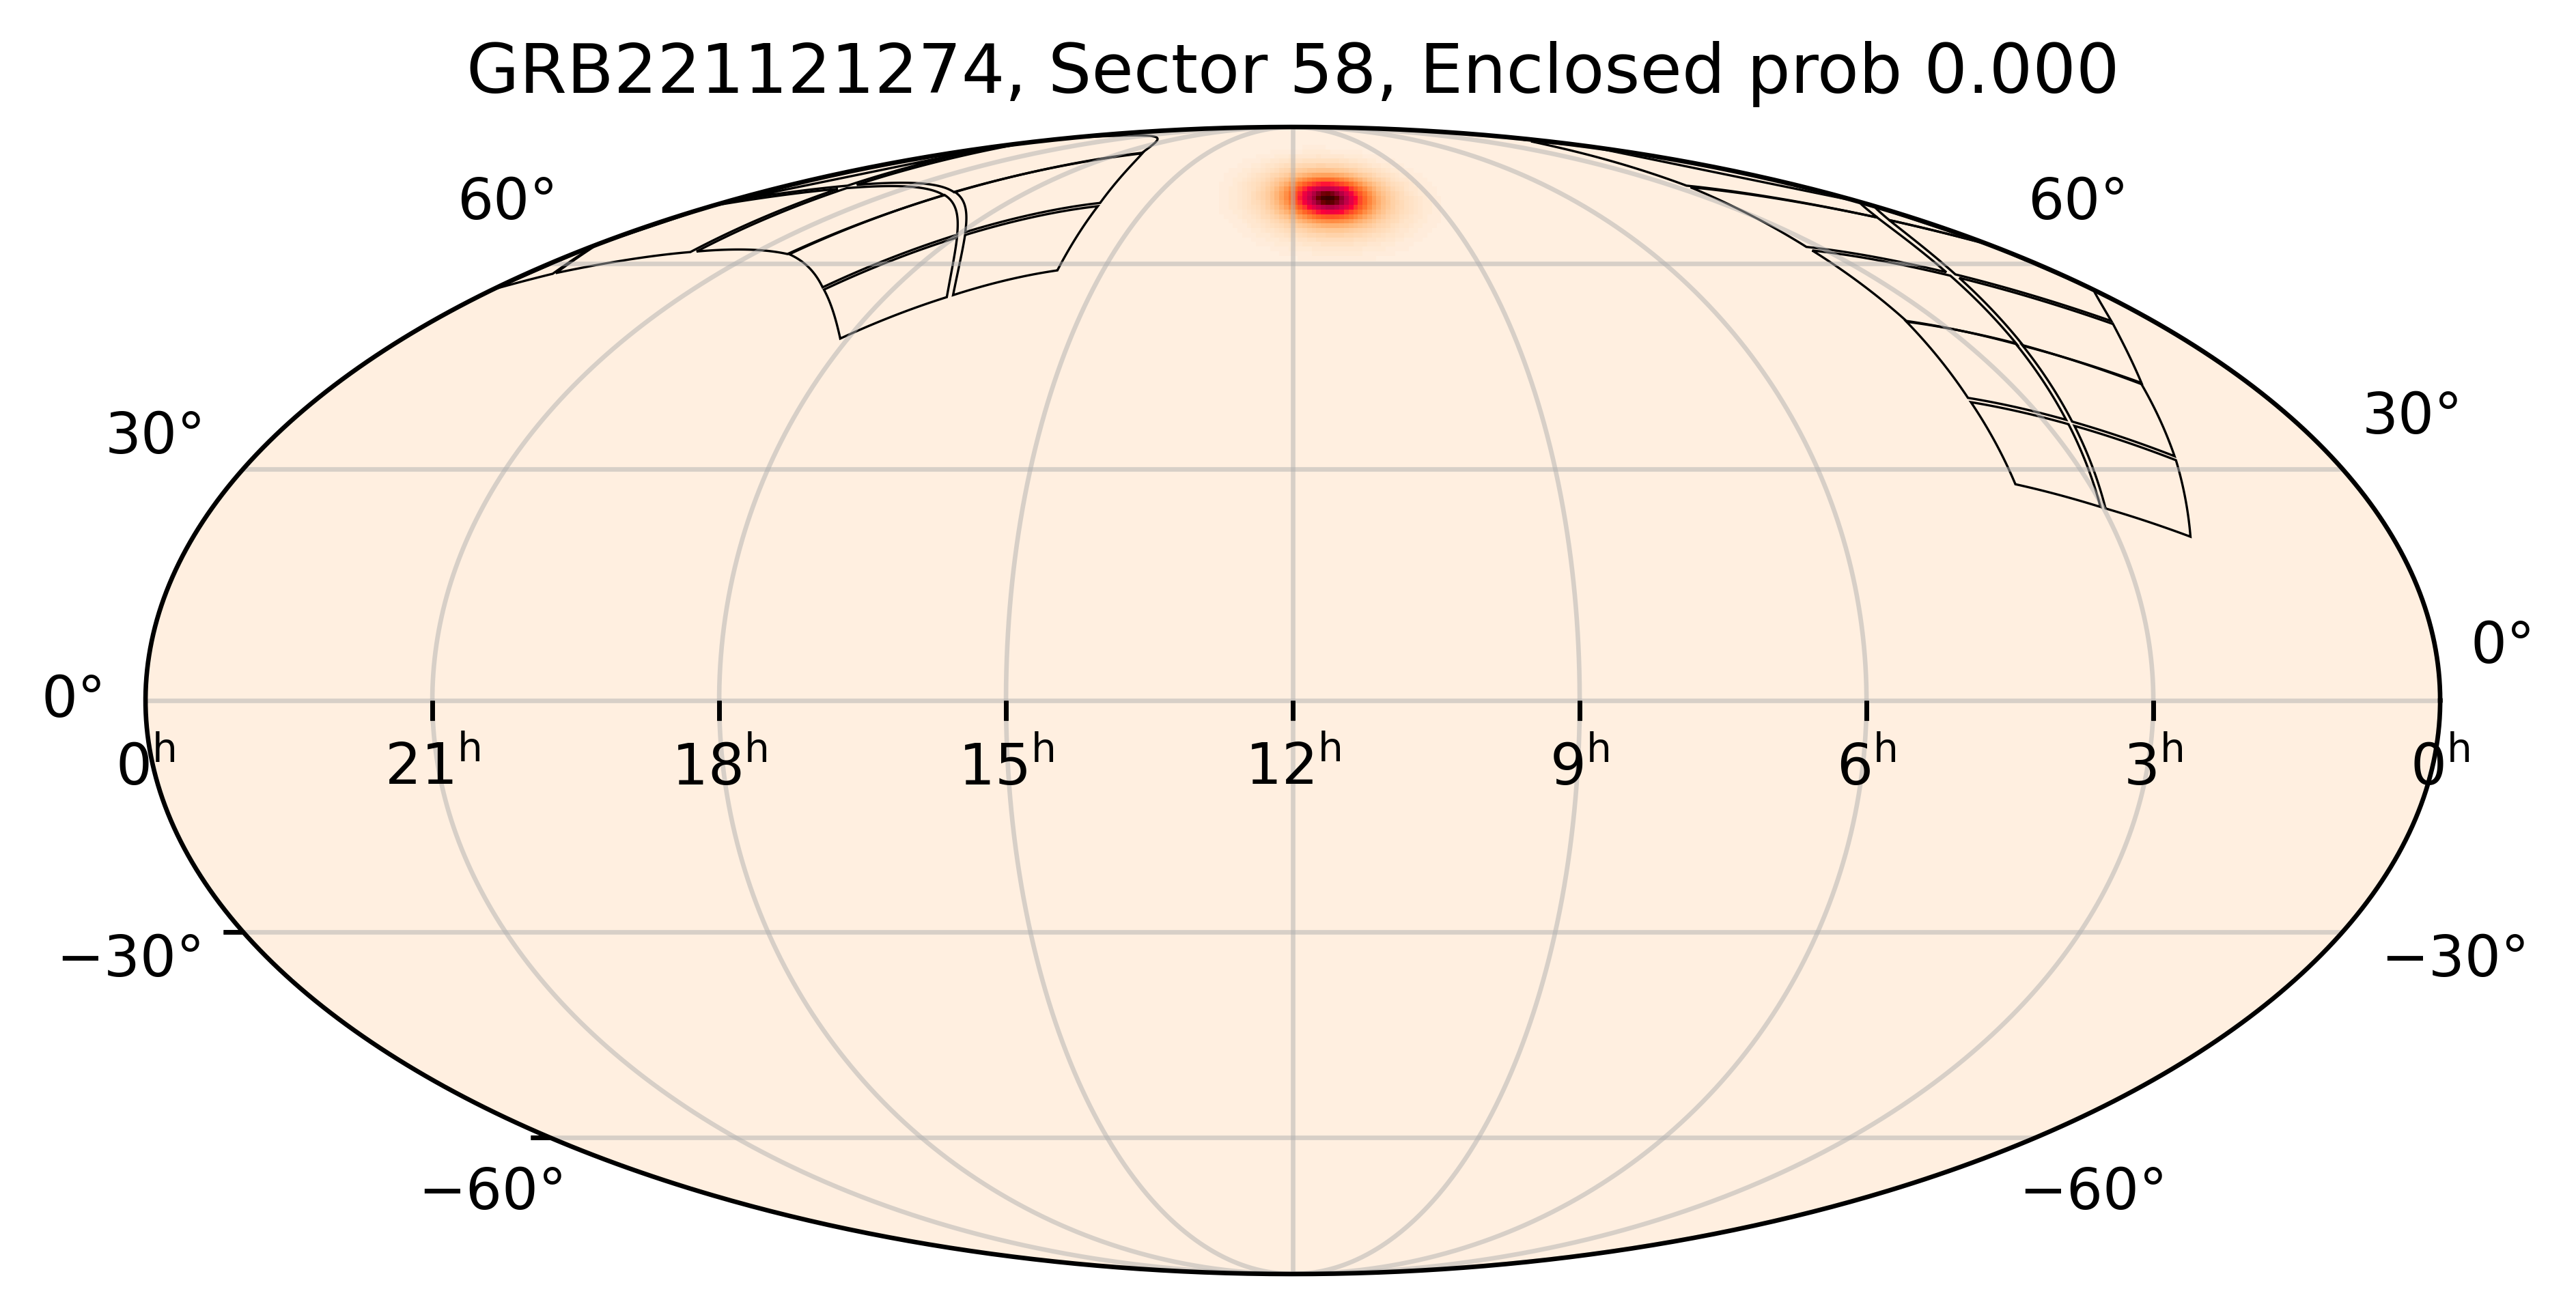 GRB221121274, Sector 58, Enclosed prob 0.000
60° 60°
30° 30°
0° 0°
0h 21h 18h 15h 12h 9h 6h 3h 0h
−30° −30°
−60° −60°